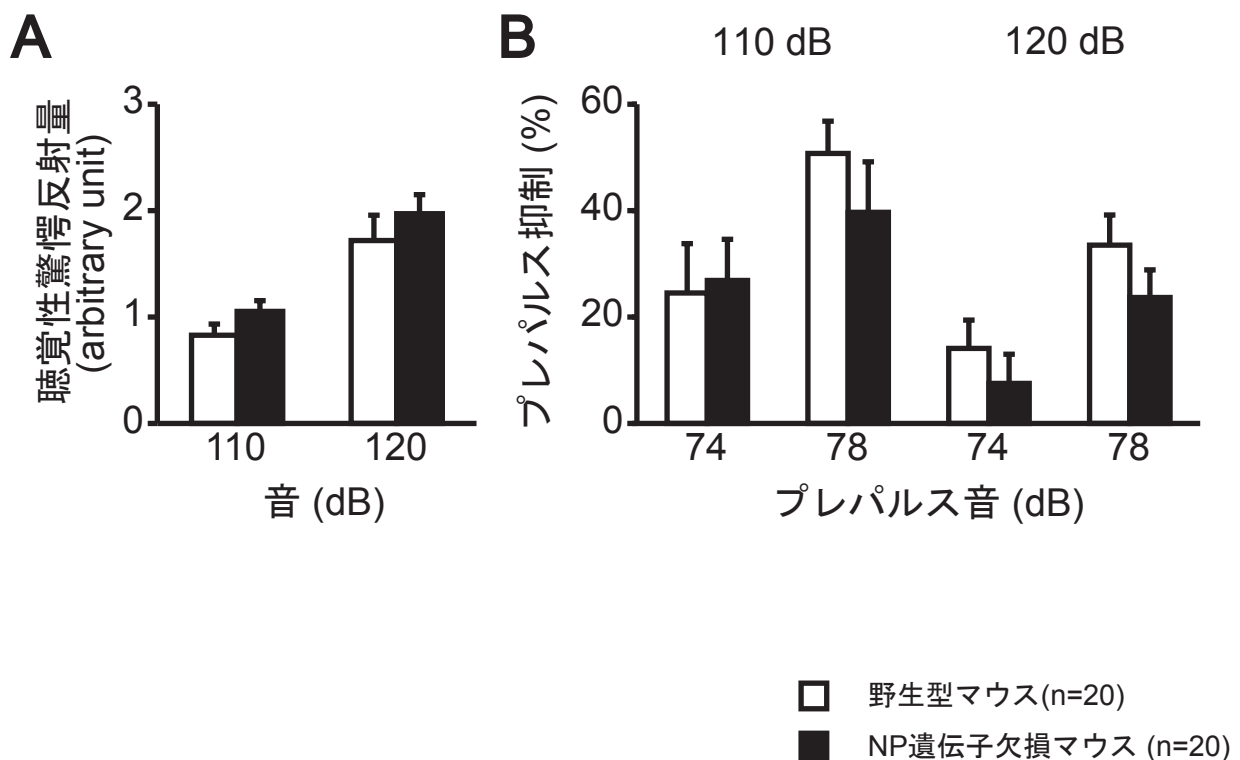 A
聴覚性驚愕反射量
(arbitrary unit)
3
2
1
0
110 120
音 (dB)
B
110 dB 120 dB
プレパルス抑制 (%)
60
40
20
0
74 78 74 78
プレパルス音 (dB)
野生型マウス(n=20)
NP遺伝子欠損マウス (n=20)